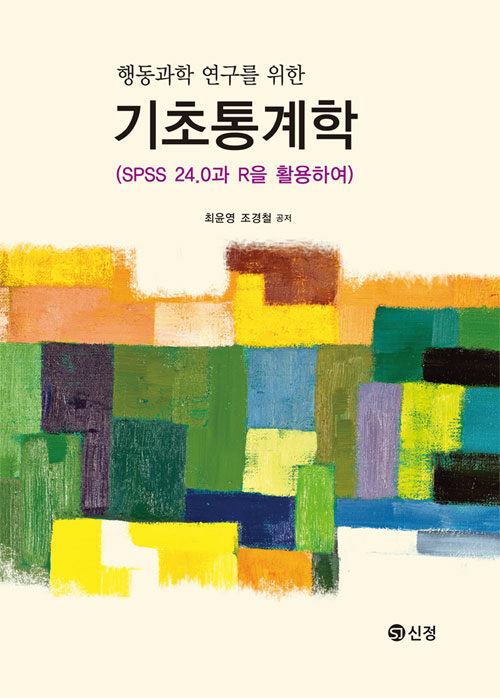 행동과학 연구를 위한
기초통계학
(SPSS 24.0과 R을 활용하여)
최윤영 조경철 공저
SJ 신정